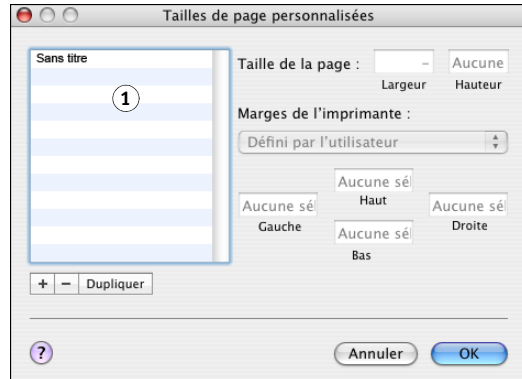 Tailles de page personnalisées
Sans titre
1
Taille de la page :
–
Aucune
Largeur
Hauteur
Marges de l'imprimante :
Défini par l'utilisateur
Aucune sél
Haut
Aucune sél
Gauche
Aucune sél
Droite
Aucune sél
Bas
+ – Dupliquer
?
Annuler
OK